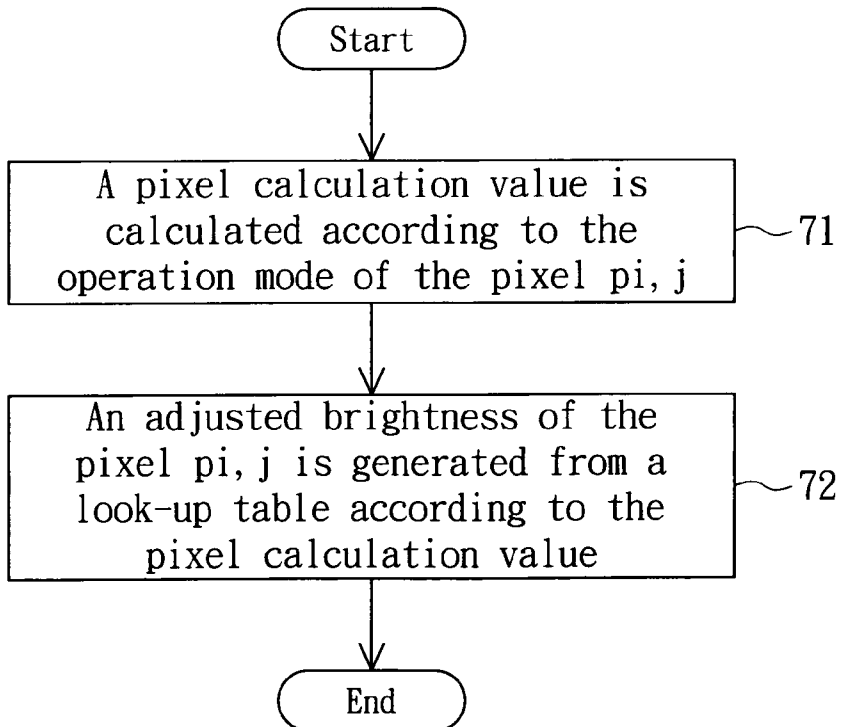 Start
A pixel calculation value is
calculated according to the
operation mode of the pixel pi, j
71
An adjusted brightness of the
pixel pi, j is generated from a
look-up table according to the
pixel calculation value
72
End